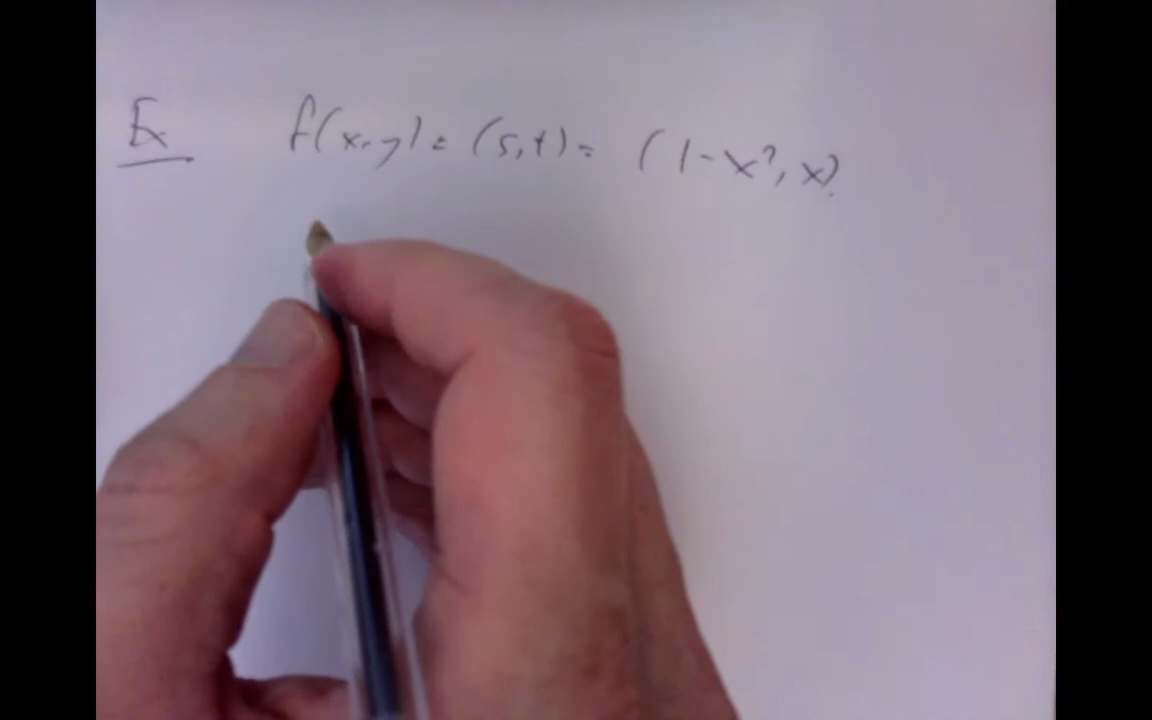 Ex f(x,y) = (s,t) = (1-x², x)